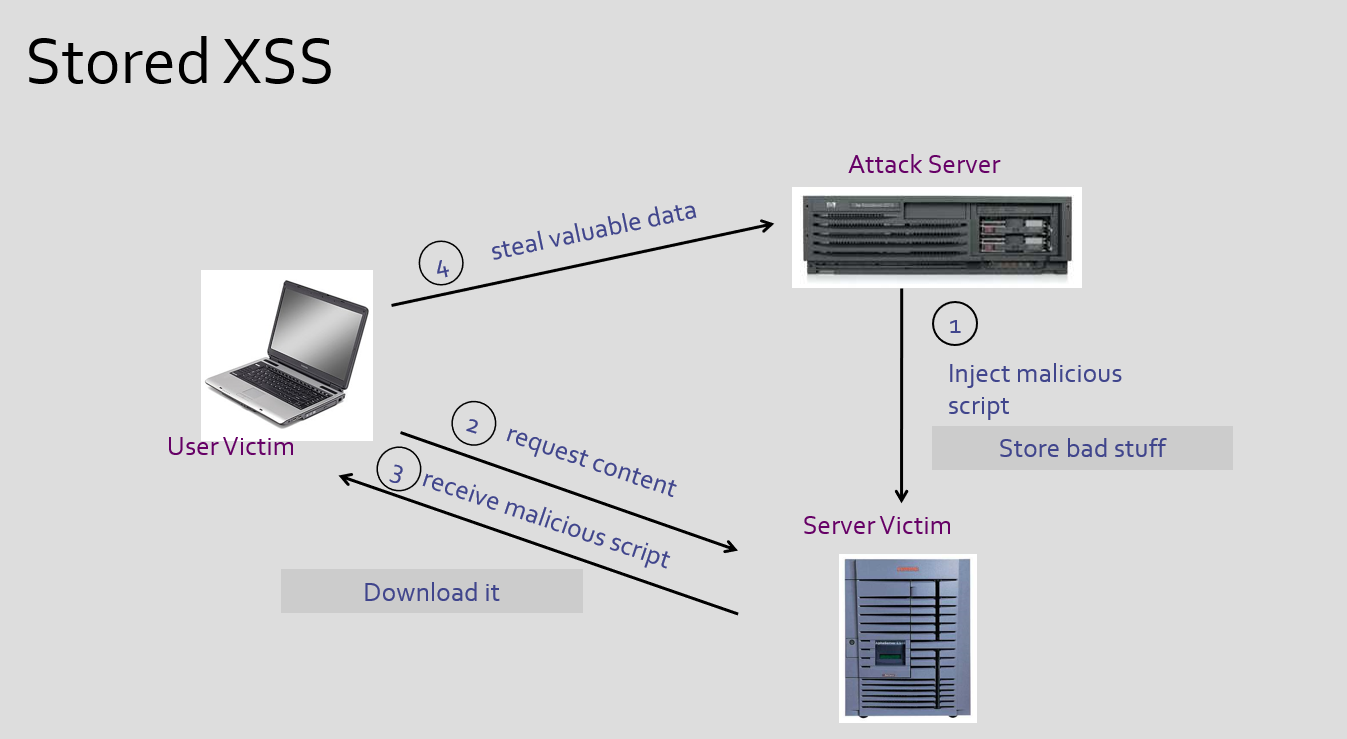 Stored XSS
Attack Server
steal valuable data
4
1
Inject malicious
script
Store bad stuff
User Victim
2
request content
3
receive malicious script
Server Victim
Download it